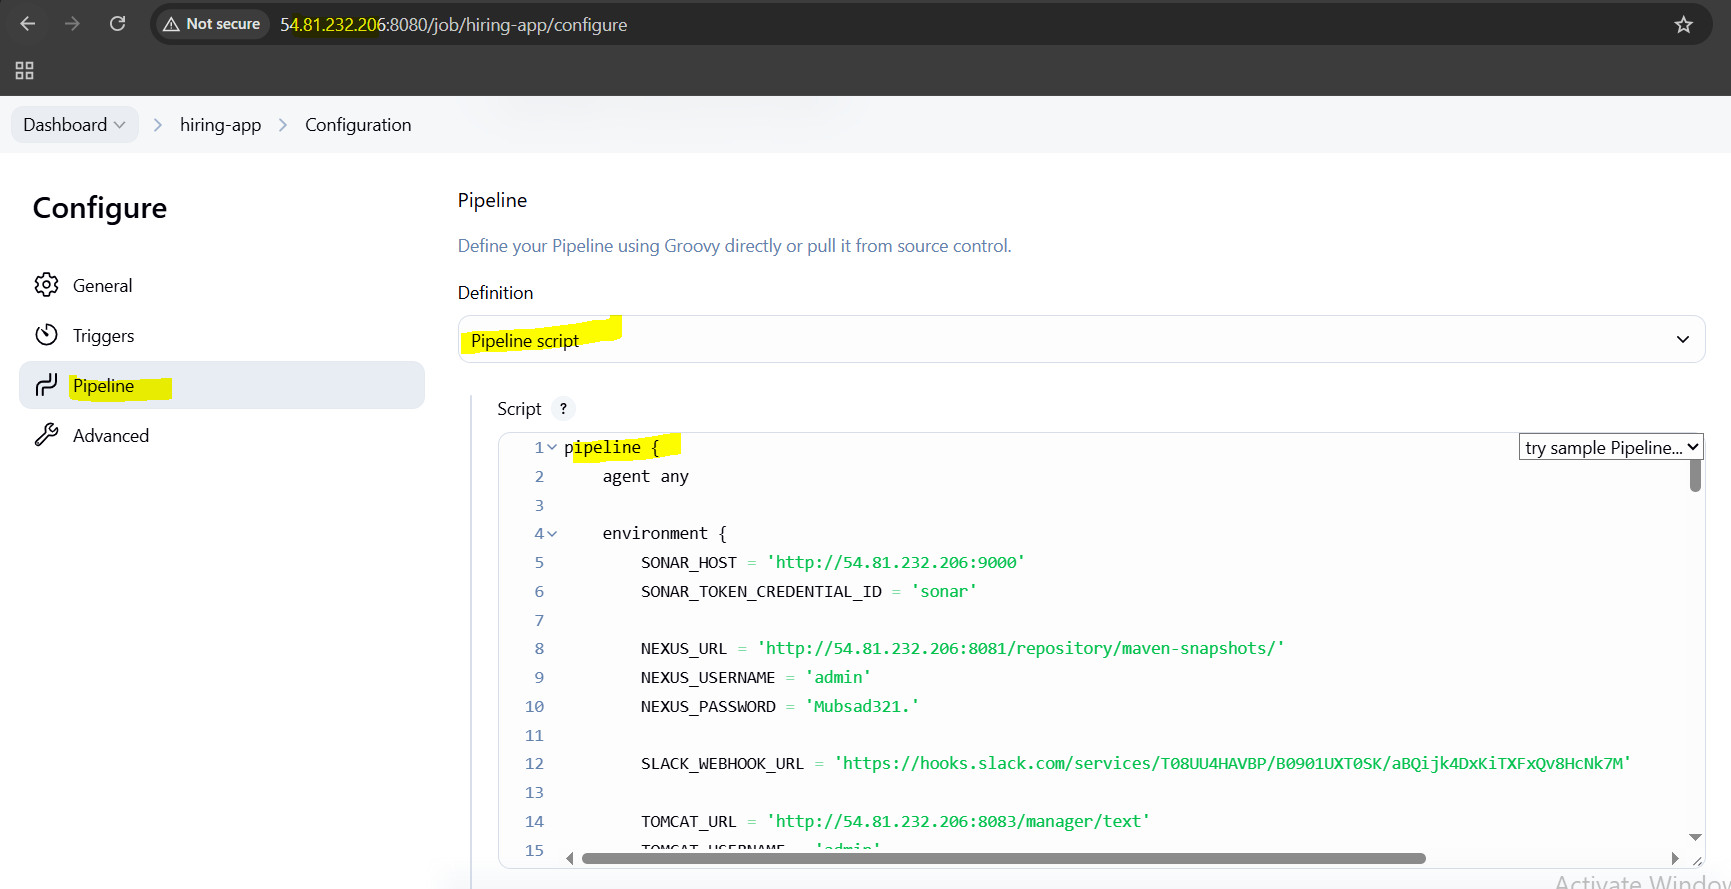 Not secure 54.81.232.206:8080/job/hiring-app/configure
Dashboard hiring-app Configuration
Configure
General
Triggers
Pipeline
Advanced
Pipeline
Define your Pipeline using Groovy directly or pull it from source control.
Definition
Pipeline script
Script ?
try sample Pipeline...
1 pipeline {
2 agent any
3
4 environment {
5 SONAR_HOST = 'http://54.81.232.206:9000'
6 SONAR_TOKEN_CREDENTIAL_ID = 'sonar'
7
8 NEXUS_URL = 'http://54.81.232.206:8081/repository/maven-snapshots/'
9 NEXUS_USERNAME = 'admin'
10 NEXUS_PASSWORD = 'Mubsad321.'
11
12 SLACK_WEBHOOK_URL = 'https://hooks.slack.com/services/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'
13
14 TOMCAT_URL = 'http://54.81.232.206:8083/manager/text'
15 TOMCAT_USERNAME = 'admin'
Activate Window